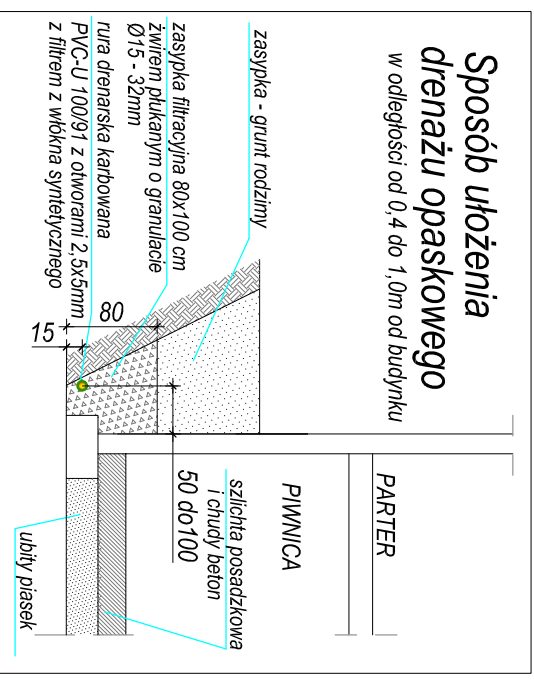 Sposób ułożenia
drenażu opaskowego
w odległości od 0,4 do 1,0m od budynku
zasypka - grunt rodzimy
zasypka filtracyjna 80x100 cm
żwirem płukanym o granulacie
Ø15 - 32mm
rura drenarska karbowana
PVC-U 100/91 z otworami 2,5x5mm
z filtrem z włókna syntetycznego
80
15
PARTER
PIWNICA
szlichta posadzkowa
i chudy beton
50 do100
ubity piasek